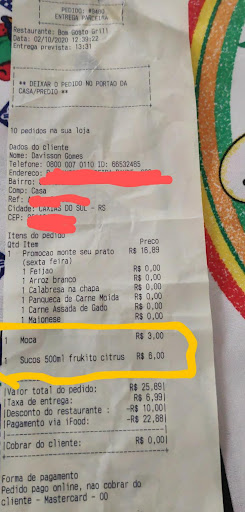 PEDIDO: #9480
ENTREGA PARCEIRA
Restaurante: Bom Gosto Grill
Data: 02/10/2020 12:39:22
Entrega prevista: 13:31
** DEIXAR O PEDIDO NO PORTAO DA
CASA/PREDIO **
10 pedidos na sua loja
Dados do cliente
Nome: Davisson Gomes
Telefone: 0800 007 0110 ID: 66532465
Endereco:
Bairro:
Comp: Casa
Ref:
Cidade: CAXIAS DO SUL - RS
CEP:
Itens do pedido
Qtd Item Preco
1 Promocao monte seu prato R$ 16,89
(sexta feira)
1 Feijao R$ 0,00
1 Arroz branco R$ 0,00
1 Calabresa na chapa R$ 0,00
1 Panqueca de Carne Moida R$ 0,00
1 Carne Assada de Gado R$ 0,00
1 Maionese R$ 0,00
1 Moca R$ 3,00
1 Sucos 500ml frukito citrus R$ 6,00
Valor total do pedido: R$ 25,89
Taxa de entrega: R$ 6,99
Desconto do restaurante : R$ -10,00
Pagamento via iFood: R$ -22,88
Cobrar do cliente: R$ 0,00
Forma de pagamento
Pedido pago online, nao cobrar do
cliente - Mastercard - OO